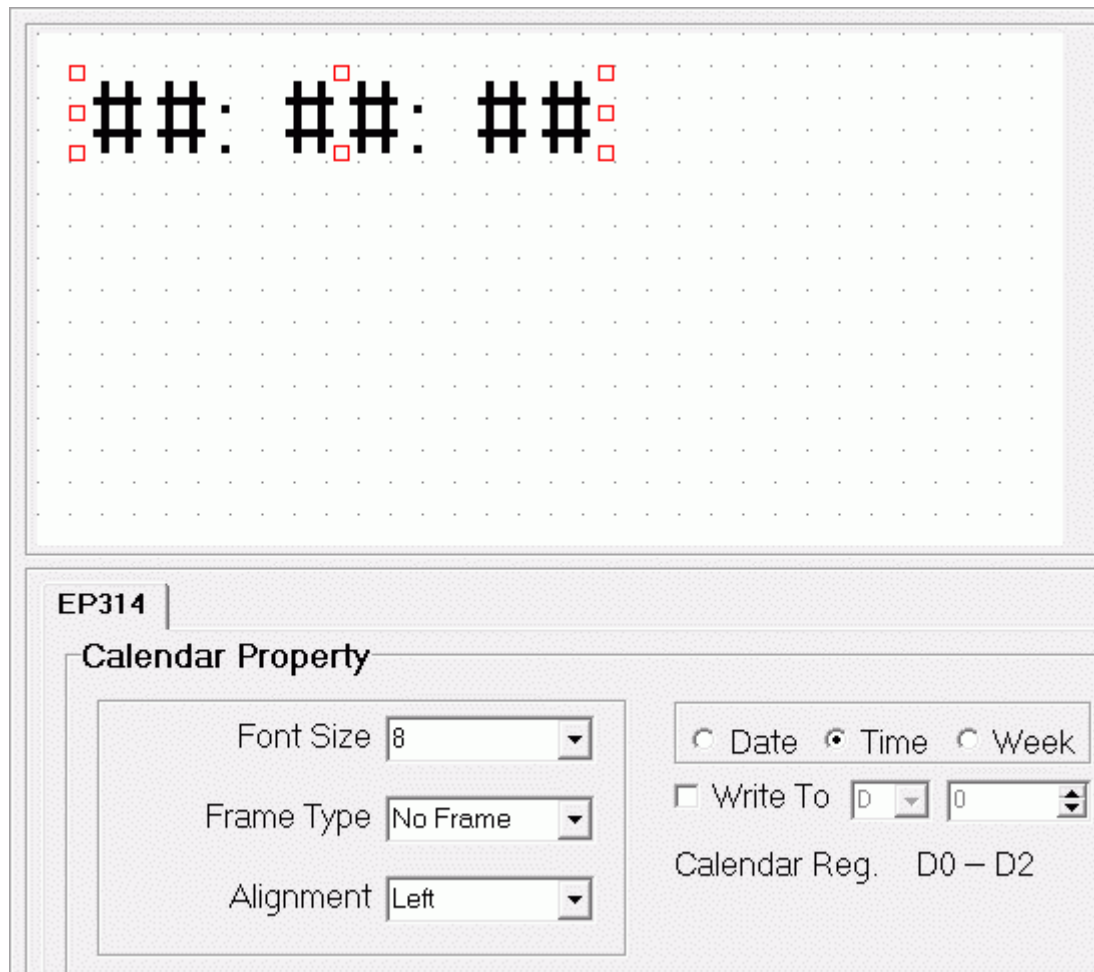 ##: ##: ##
EP314
Calendar Property
Font Size 8
Date Time Week
Frame Type No Frame
Write To D 0
Calendar Reg. D0 – D2
Alignment Left